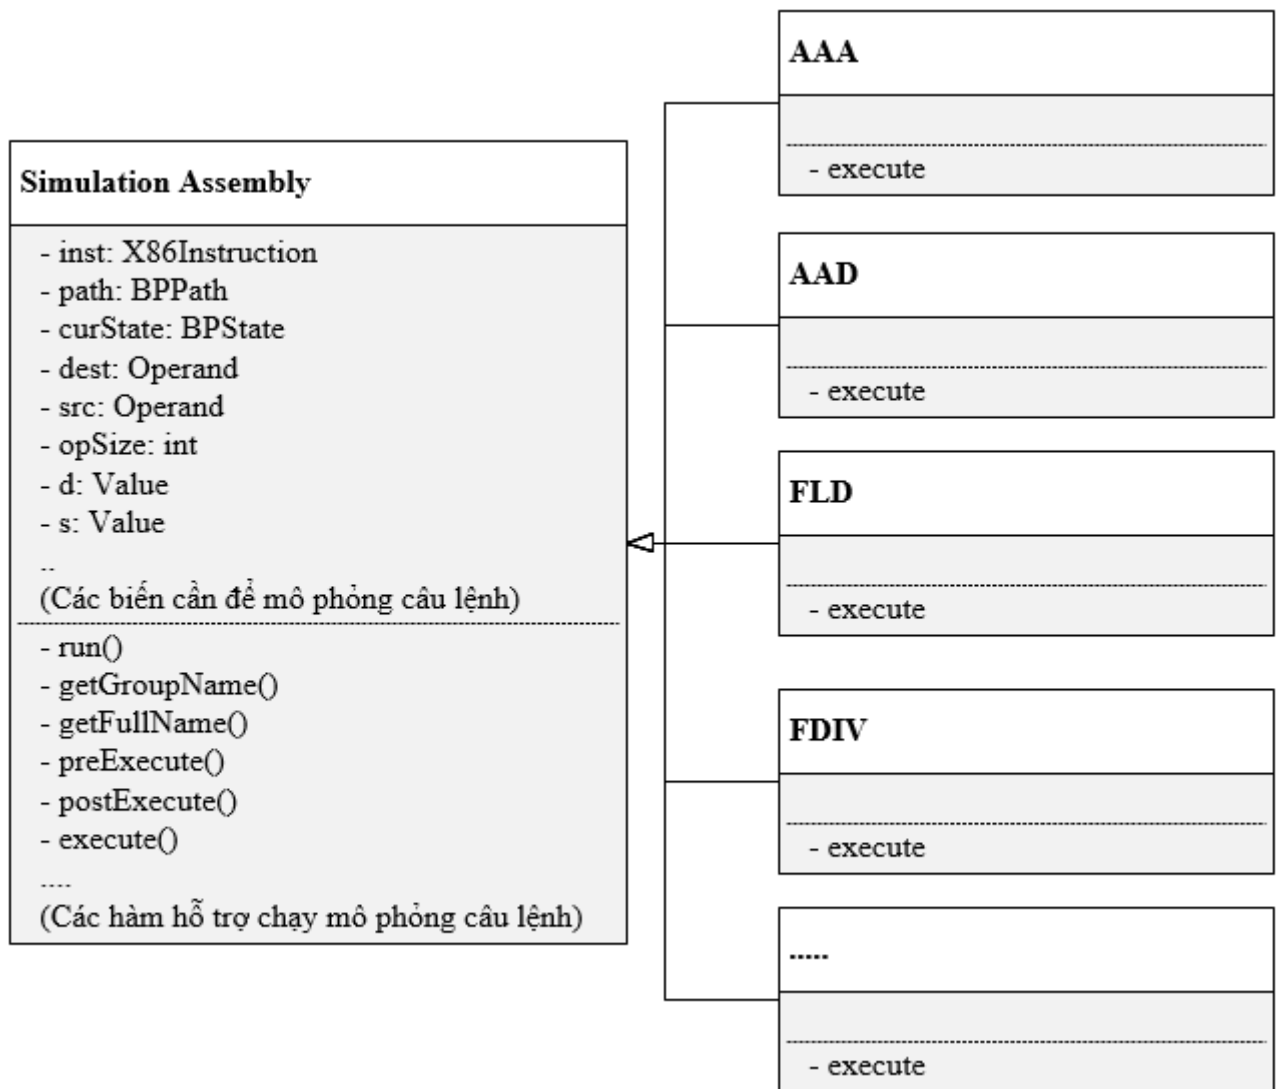 Simulation Assembly
- inst: X86Instruction
- path: BPPath
- curState: BPState
- dest: Operand
- src: Operand
- opSize: int
- d: Value
- s: Value
..
(Các biến cần để mô phỏng câu lệnh)
- run()
- getGroupName()
- getFullName()
- preExecute()
- postExecute()
- execute()
....
(Các hàm hỗ trợ chạy mô phỏng câu lệnh)
AAA
- execute
AAD
- execute
FLD
- execute
FDIV
- execute
.....
- execute